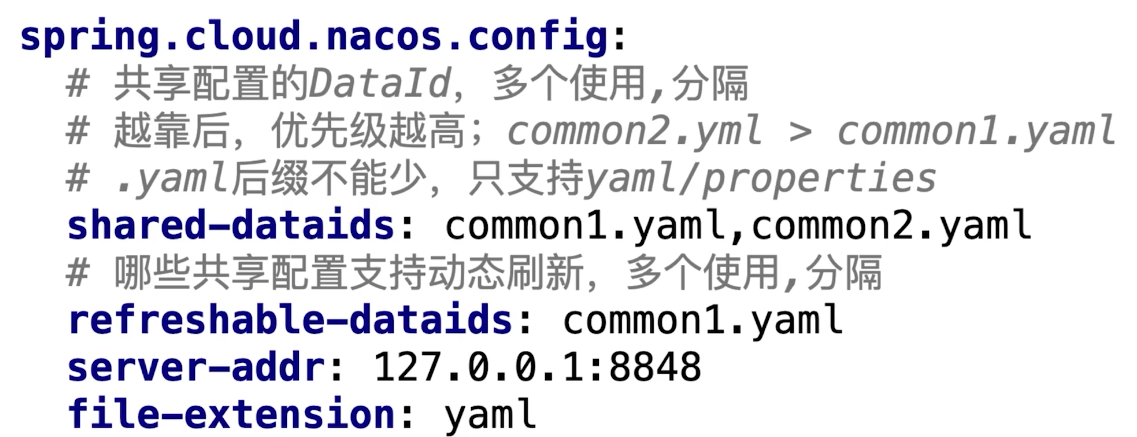 spring.cloud.nacos.config:
# 共享配置的DataId，多个使用,分隔
# 越靠后，优先级越高；common2.yml > common1.yaml
# .yaml后缀不能少，只支持yaml/properties
shared-dataids: common1.yaml,common2.yaml
# 哪些共享配置支持动态刷新，多个使用,分隔
refreshable-dataids: common1.yaml
server-addr: 127.0.0.1:8848
file-extension: yaml